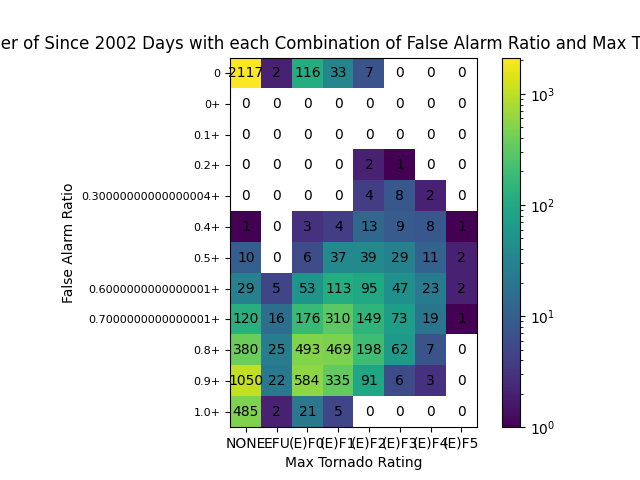 er of Since 2002 Days with each Combination of False Alarm Ratio and Max T
0 2117 2 116 33 7 0 0 0
0+ 0 0 0 0 0 0 0 0
0.1+ 0 0 0 0 0 0 0 0
0.2+ 0 0 0 0 2 1 0 0
0.30000000000000004+ 0 0 0 0 4 8 2 0
0.4+ 1 0 3 4 13 9 8 1
0.5+ 10 0 6 37 39 29 11 2
0.6000000000000001+ 29 5 53 113 95 47 23 2
0.7000000000000001+ 120 16 176 310 149 73 19 1
0.8+ 380 25 493 469 198 62 7 0
0.9+ 1050 22 584 335 91 6 3 0
1.0+ 485 2 21 5 0 0 0 0
NONE EFU (E)F0 (E)F1 (E)F2 (E)F3 (E)F4 (E)F5
Max Tornado Rating
False Alarm Ratio
10³
10²
10¹
10⁰